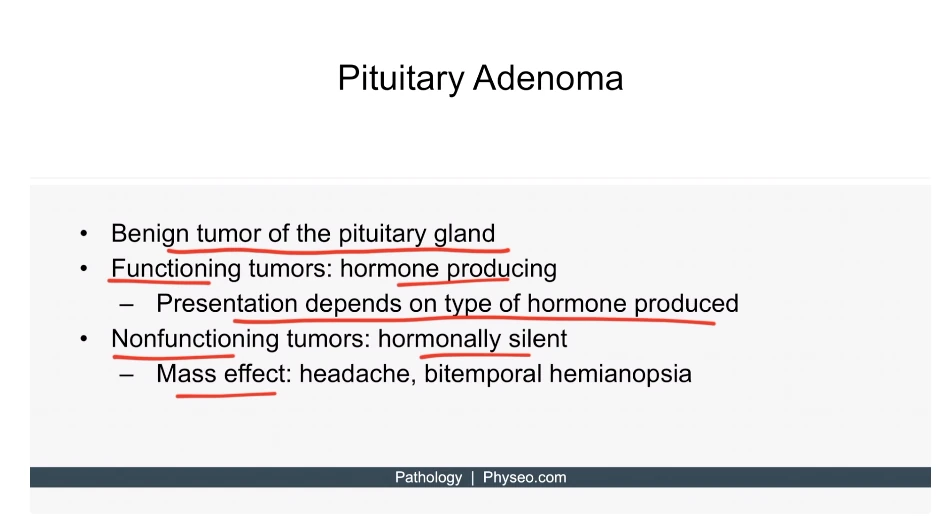 Pituitary Adenoma
• Benign tumor of the pituitary gland
• Functioning tumors: hormone producing
– Presentation depends on type of hormone produced
• Nonfunctioning tumors: hormonally silent
– Mass effect: headache, bitemporal hemianopsia
Pathology | Physeo.com